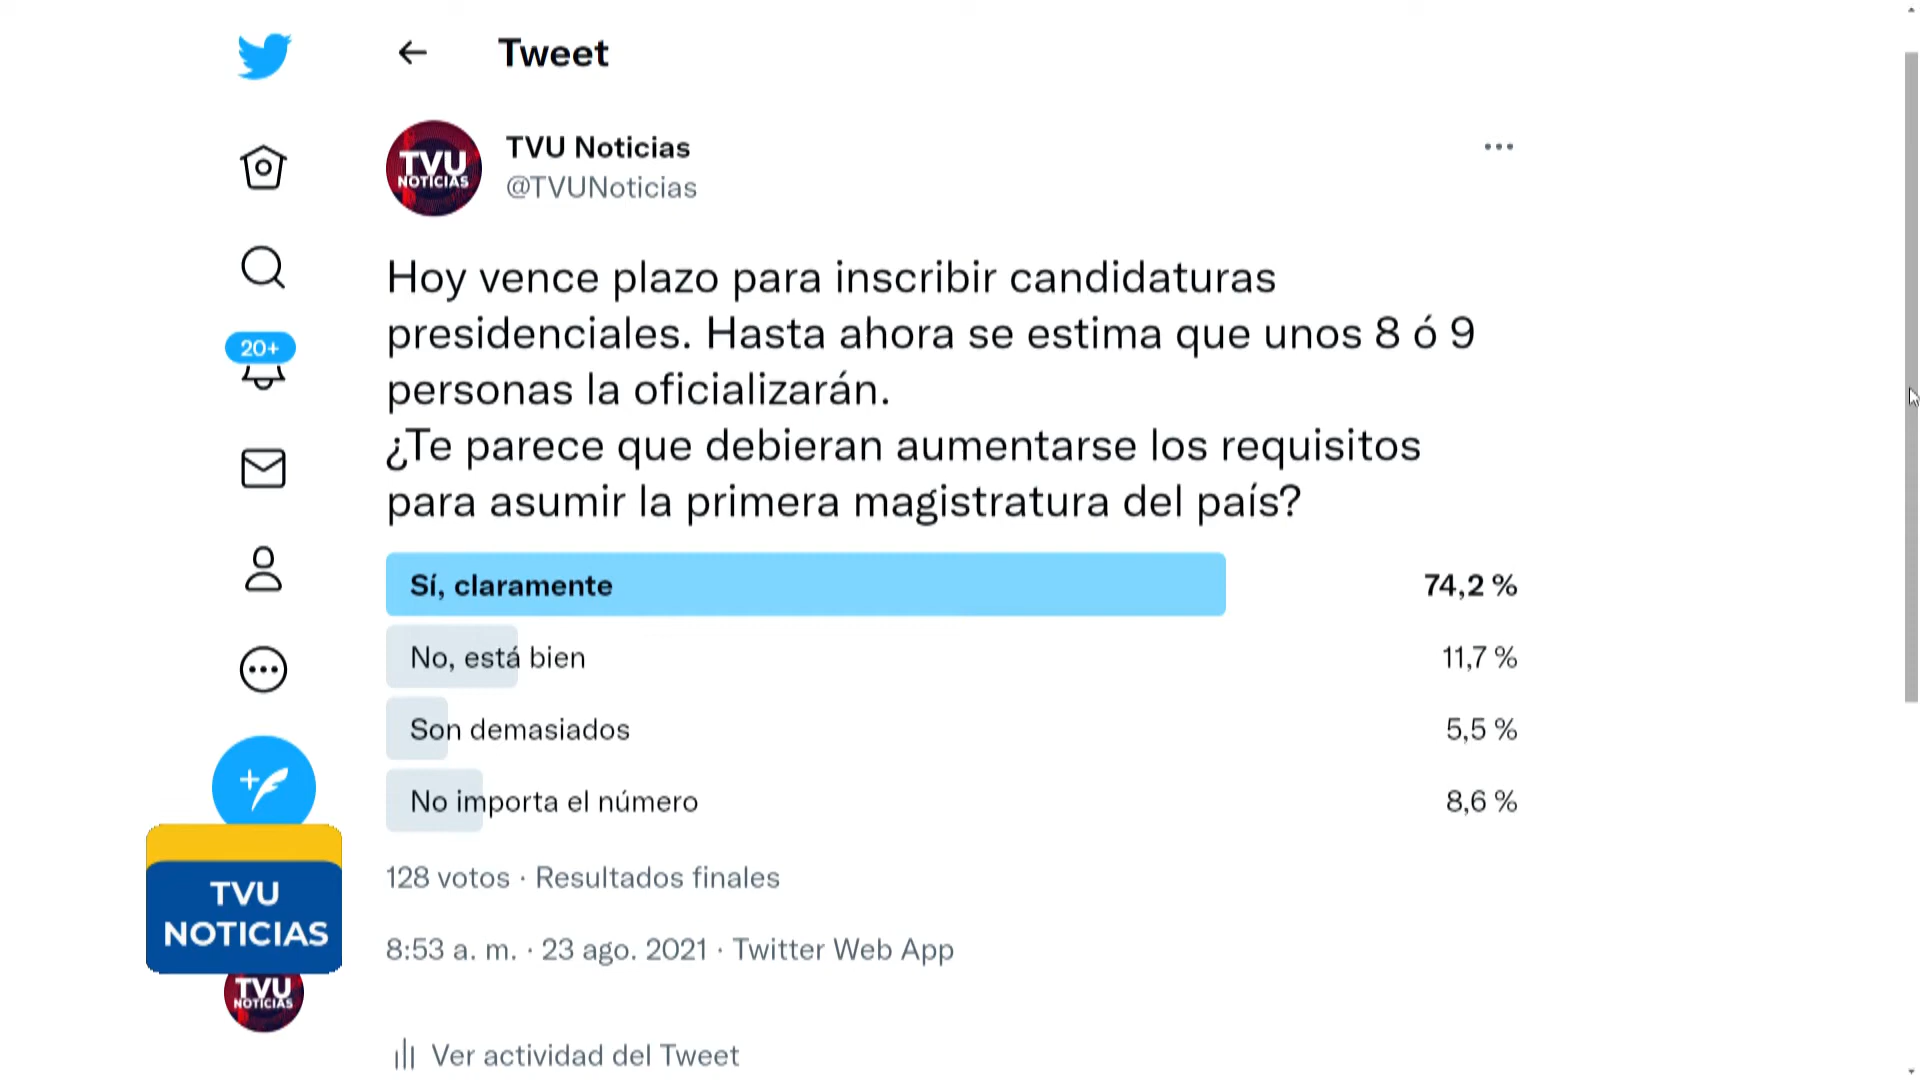 Tweet
TVU
NOTICIAS
TVU Noticias
@TVUNoticias
Hoy vence plazo para inscribir candidaturas
presidenciales. Hasta ahora se estima que unos 8 ó 9
personas la oficializarán.
¿Te parece que debieran aumentarse los requisitos
para asumir la primera magistratura del país?
20+
Sí, claramente 74,2 %
No, está bien 11,7 %
Son demasiados 5,5 %
No importa el número 8,6 %
128 votos · Resultados finales
8:53 a. m. · 23 ago. 2021 · Twitter Web App
TVU
NOTICIAS
TVU
NOTICIAS
Ver actividad del Tweet